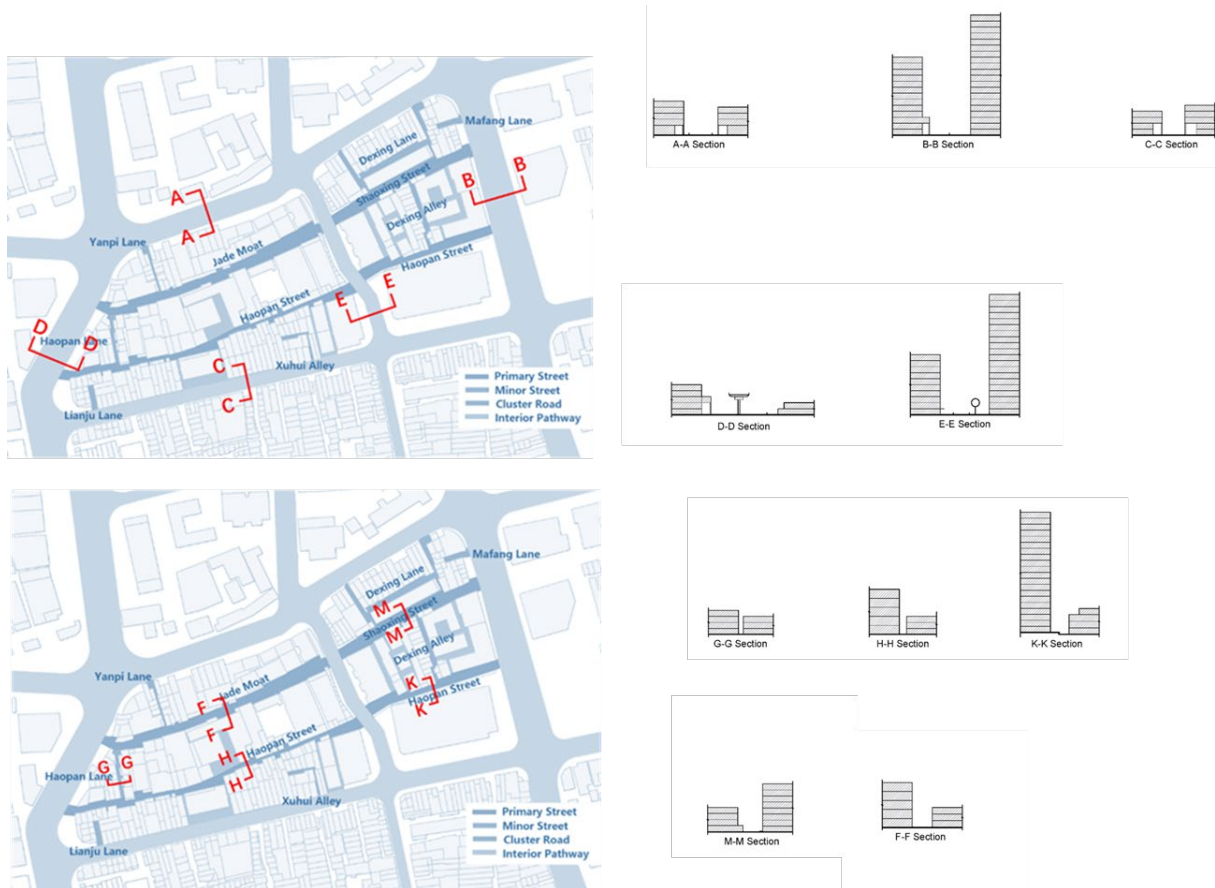 A-A Section
B-B Section
C-C Section
Mafang Lane
Dexing Lane
Shaoxing Street
A
B
B
Dexing Alley
A
Yanpi Lane
Jade Moat
Haopan Street
E
E
Haopan Street
D
Haopan Lane
D
C
Xuhui Alley
C
Lianju Lane
Primary Street
Minor Street
Cluster Road
Interior Pathway
D-D Section
E-E Section
Mafang Lane
Dexing Lane
M
Shaoxing Street
M
Dexing Alley
Yanpi Lane
Jade Moat
K
Haopan Street
K
F
F
Haopan Street
H
H
G
G
Haopan Lane
Xuhui Alley
Lianju Lane
Primary Street
Minor Street
Cluster Road
Interior Pathway
G-G Section
H-H Section
K-K Section
M-M Section
F-F Section